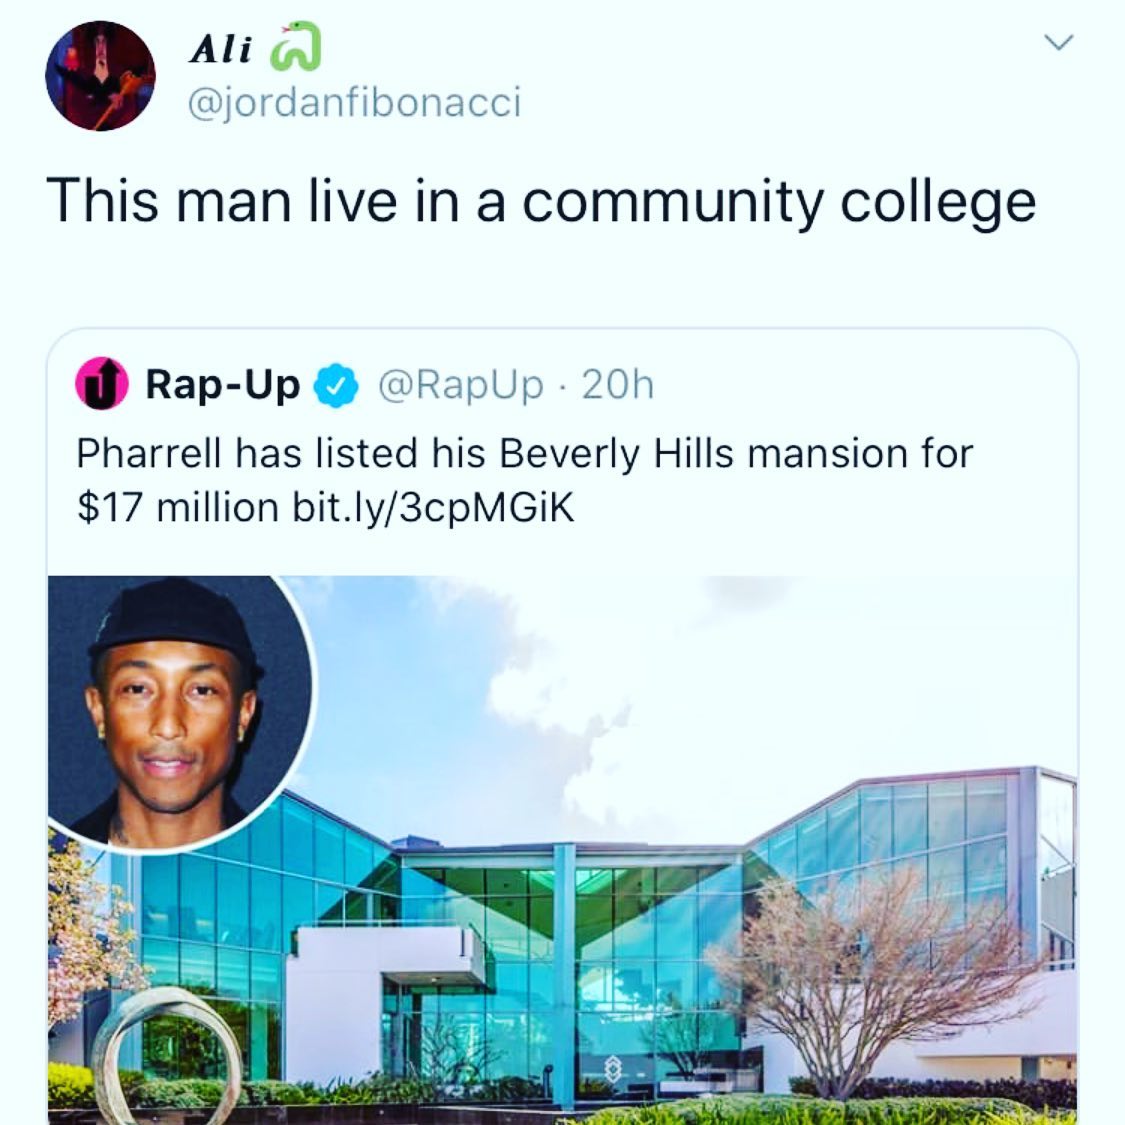 Ali 🐍
@jordanfibonacci
This man live in a community college
Rap-Up @RapUp · 20h
Pharrell has listed his Beverly Hills mansion for
$17 million bit.ly/3cpMGiK